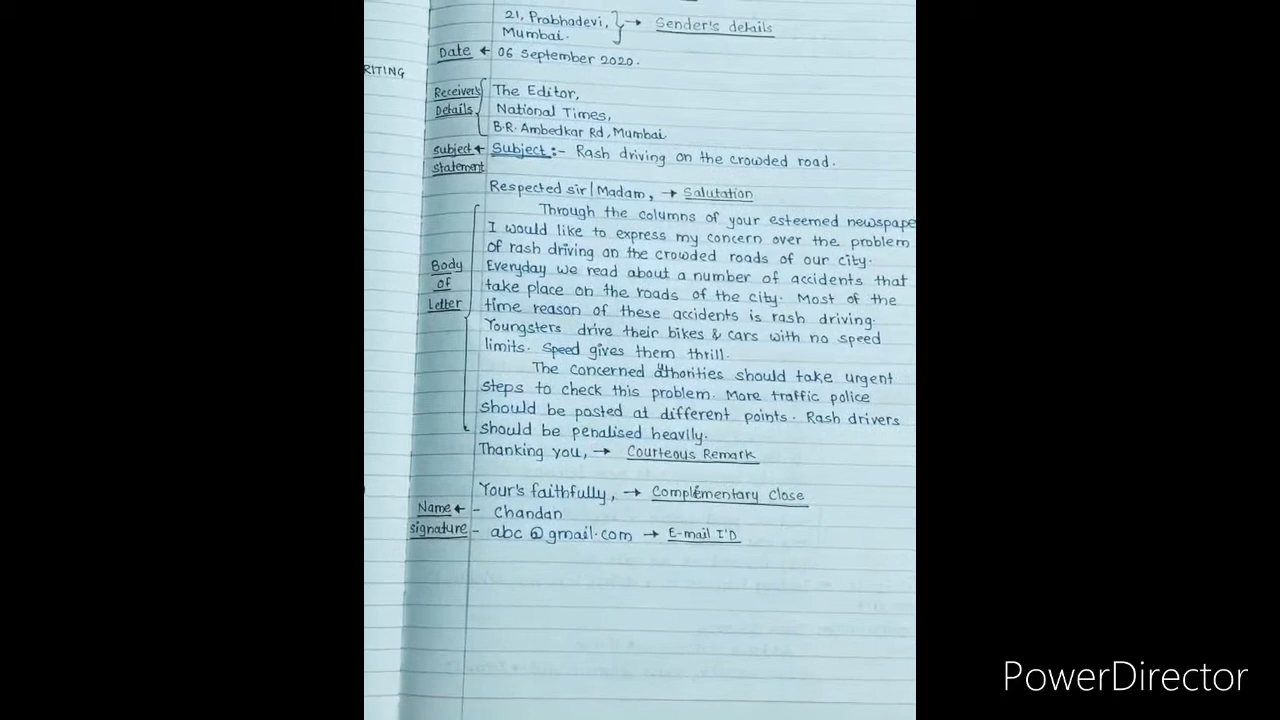 21, Prabhadevi, → Sender's details
Mumbai.
Date ← 06 September 2020.
RITING
Receiver's The Editor,
Details National Times,
B.R. Ambedkar Rd, Mumbai.
subject ← Subject :- Rash driving on the crowded road.
statement
Respected sir | Madam, → Salutation
Through the columns of your esteemed newspape
I would like to express my concern over the problem
of rash driving on the crowded roads of our city.
Body Everyday we read about a number of accidents that
of take place on the roads of the city. Most of the
Letter time reason of these accidents is rash driving.
Youngsters drive their bikes & cars with no speed
limits. Speed gives them thrill.
The concerned authorities should take urgent
steps to check this problem. More traffic police
should be posted at different points. Rash drivers
should be penalised heavily.
Thanking you, → Courteous Remark
Your's faithfully, → Complementary close
Name ← - Chandan
signature - abc @gmail.com → E-mail I'D
PowerDirector